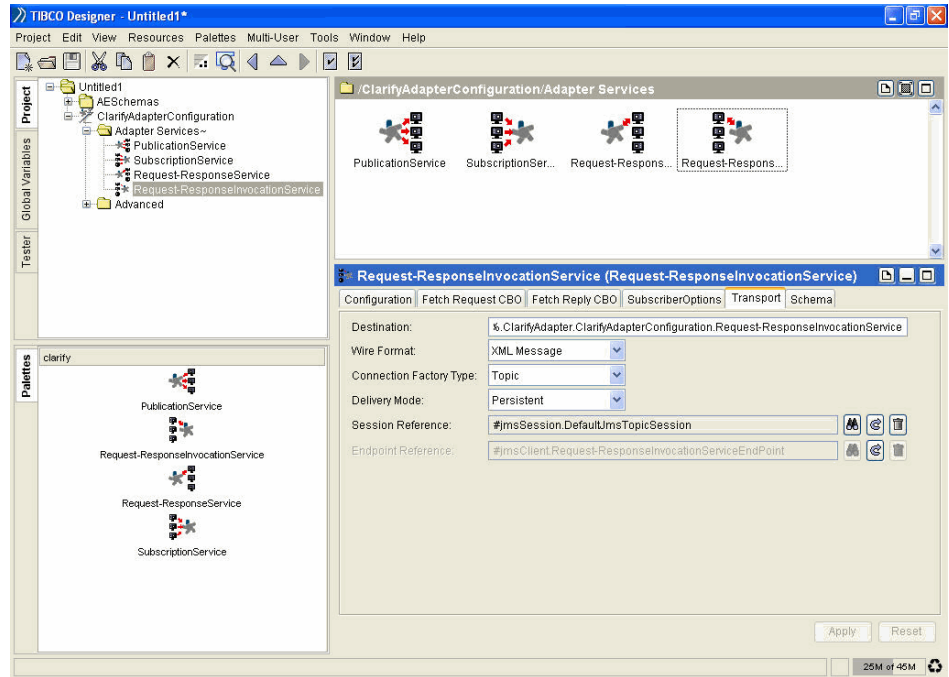 TIBCO Designer - Untitled1*
Project Edit View Resources Palettes Multi-User Tools Window Help
Project
Global Variables
Tester
Untitled1
AESchemas
ClarifyAdapterConfiguration
Adapter Services~
PublicationService
SubscriptionService
Request-ResponseService
Request-ResponseInvocationService
Advanced
/ClarifyAdapterConfiguration/Adapter Services
PublicationService SubscriptionSer... Request-Respons... Request-Respons...
Request-ResponseInvocationService (Request-ResponseInvocationService)
Configuration Fetch Request CBO Fetch Reply CBO SubscriberOptions Transport Schema
Destination: %.ClarifyAdapter.ClarifyAdapterConfiguration.Request-ResponseInvocationService
Wire Format: XML Message
Connection Factory Type: Topic
Delivery Mode: Persistent
Session Reference: #jmsSession.DefaultJmsTopicSession
Endpoint Reference: #jmsClient.Request-ResponseInvocationServiceEndPoint
Apply Reset
Palettes
clarify
PublicationService
Request-ResponseInvocationService
Request-ResponseService
SubscriptionService
25M of 45M